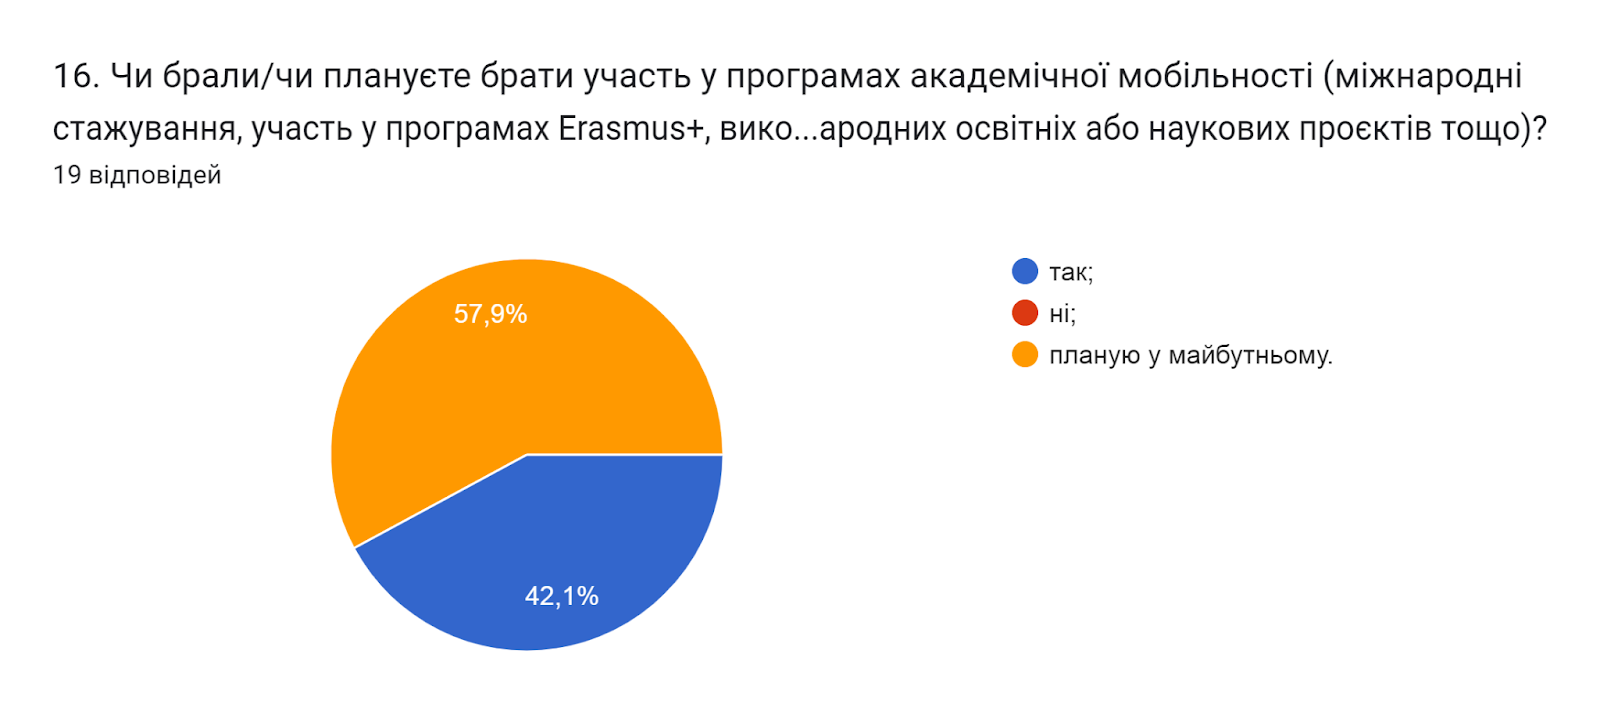 16. Чи брали/чи плануєте брати участь у програмах академічної мобільності (міжнародні
стажування, участь у програмах Erasmus+, вико...ародних освітніх або наукових проєктів тощо)?
19 відповідей
57,9%
42,1%
так;
ні;
планую у майбутньому.